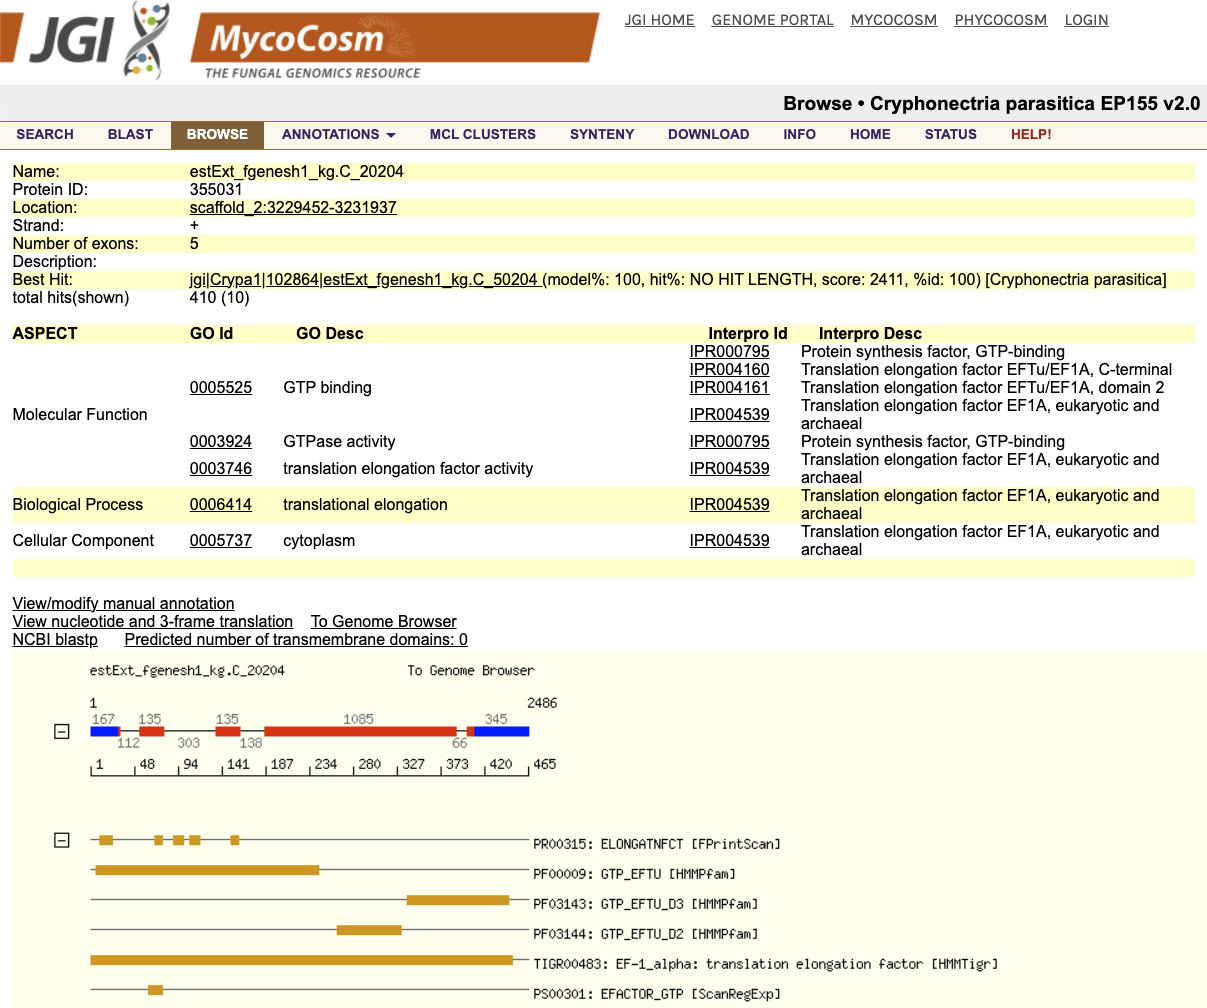 JGI MycoCosm
THE FUNGAL GENOMICS RESOURCE
JGI HOME GENOME PORTAL MYCOCOSM PHYCOCOSM LOGIN
Browse • Cryphonectria parasitica EP155 v2.0
SEARCH BLAST BROWSE ANNOTATIONS MCL CLUSTERS SYNTENY DOWNLOAD INFO HOME STATUS HELP!
Name: estExt_fgenesh1_kg.C_20204
Protein ID: 355031
Location: scaffold_2:3229452-3231937
Strand: +
Number of exons: 5
Description:
Best Hit: jgi|Crypa1|102864|estExt_fgenesh1_kg.C_50204 (model%: 100, hit%: NO HIT LENGTH, score: 2411, %id: 100) [Cryphonectria parasitica]
total hits(shown) 410 (10)
ASPECT GO Id GO Desc Interpro Id Interpro Desc
IPR000795 Protein synthesis factor, GTP-binding
IPR004160 Translation elongation factor EFTu/EF1A, C-terminal
0005525 GTP binding IPR004161 Translation elongation factor EFTu/EF1A, domain 2
Molecular Function IPR004539 Translation elongation factor EF1A, eukaryotic and
archaeal
0003924 GTPase activity IPR000795 Protein synthesis factor, GTP-binding
0003746 translation elongation factor activity IPR004539 Translation elongation factor EF1A, eukaryotic and
archaeal
Biological Process 0006414 translational elongation IPR004539 Translation elongation factor EF1A, eukaryotic and
archaeal
Cellular Component 0005737 cytoplasm IPR004539 Translation elongation factor EF1A, eukaryotic and
archaeal
View/modify manual annotation
View nucleotide and 3-frame translation To Genome Browser
NCBI blastp Predicted number of transmembrane domains: 0
estExt_fgenesh1_kg.C_20204 To Genome Browser
1 2486
167 135 135 1085 345
112 303 138 66
1 48 94 141 187 234 280 327 373 420 465
PR00315: ELONGATNFCT [FPrintScan]
PF00009: GTP_EFTU [HMMPfam]
PF03143: GTP_EFTU_D3 [HMMPfam]
PF03144: GTP_EFTU_D2 [HMMPfam]
TIGR00483: EF-1_alpha: translation elongation factor [HMMTigr]
PS00301: EFACTOR_GTP [ScanRegExp]